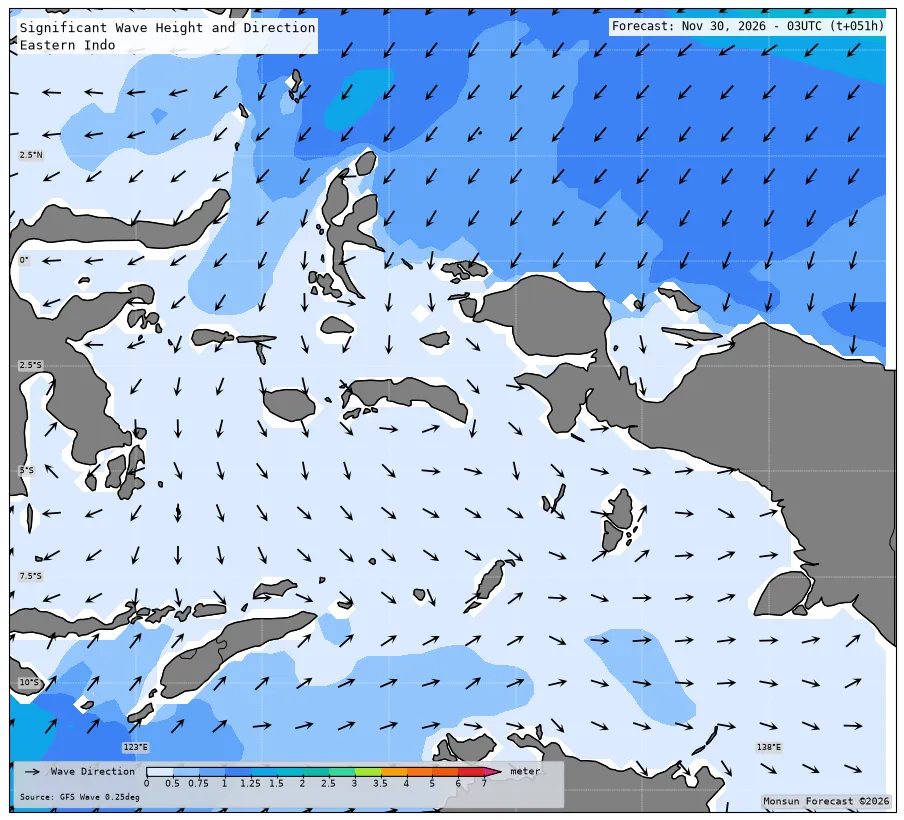 Significant Wave Height and Direction
Eastern Indo
Forecast: Nov 30, 2026 - 03UTC (t+051h)
2.5°N
0°
2.5°S
5°S
7.5°S
10°S
123°E
138°E
Wave Direction
meter
0 0.5 0.75 1 1.25 1.5 2 2.5 3 3.5 4 5 6 7
Source: GFS Wave 0.25deg
Monsun Forecast ©2026